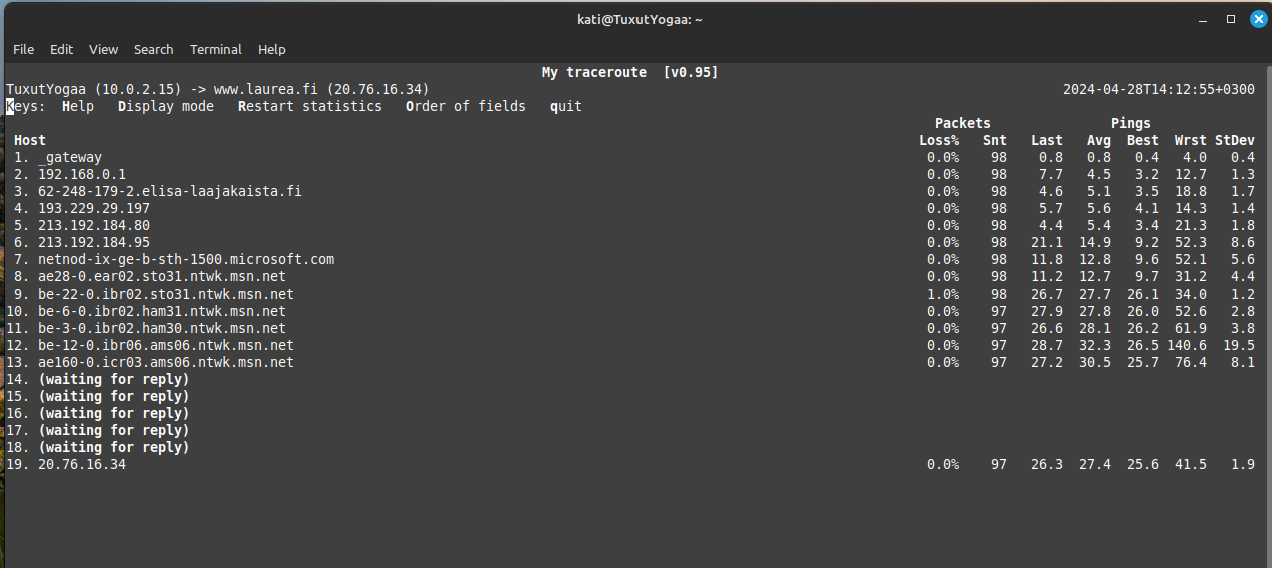 kati@TuxutYogaa: ~
File Edit View Search Terminal Help
My traceroute [v0.95]
TuxutYogaa (10.0.2.15) -> www.laurea.fi (20.76.16.34) 2024-04-28T14:12:55+0300
Keys: Help Display mode Restart statistics Order of fields quit
Packets Pings
Host Loss% Snt Last Avg Best Wrst StDev
1. _gateway 0.0% 98 0.8 0.8 0.4 4.0 0.4
2. 192.168.0.1 0.0% 98 7.7 4.5 3.2 12.7 1.3
3. 62-248-179-2.elisa-laajakaista.fi 0.0% 98 4.6 5.1 3.5 18.8 1.7
4. 193.229.29.197 0.0% 98 5.7 5.6 4.1 14.3 1.4
5. 213.192.184.80 0.0% 98 4.4 5.4 3.4 21.3 1.8
6. 213.192.184.95 0.0% 98 21.1 14.9 9.2 52.3 8.6
7. netnod-ix-ge-b-sth-1500.microsoft.com 0.0% 98 11.8 12.8 9.6 52.1 5.6
8. ae28-0.ear02.sto31.ntwk.msn.net 0.0% 98 11.2 12.7 9.7 31.2 4.4
9. be-22-0.ibr02.sto31.ntwk.msn.net 1.0% 98 26.7 27.7 26.1 34.0 1.2
10. be-6-0.ibr02.ham31.ntwk.msn.net 0.0% 97 27.9 27.8 26.0 52.6 2.8
11. be-3-0.ibr02.ham30.ntwk.msn.net 0.0% 97 26.6 28.1 26.2 61.9 3.8
12. be-12-0.ibr06.ams06.ntwk.msn.net 0.0% 97 28.7 32.3 26.5 140.6 19.5
13. ae160-0.icr03.ams06.ntwk.msn.net 0.0% 97 27.2 30.5 25.7 76.4 8.1
14. (waiting for reply)
15. (waiting for reply)
16. (waiting for reply)
17. (waiting for reply)
18. (waiting for reply)
19. 20.76.16.34 0.0% 97 26.3 27.4 25.6 41.5 1.9